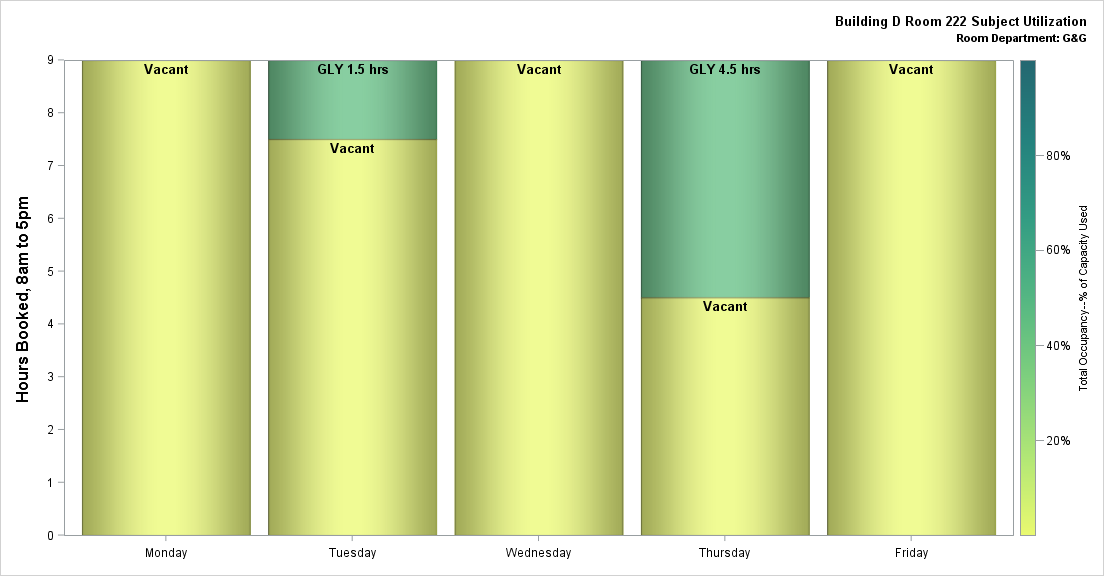 Building D Room 222 Subject Utilization
Room Department: G&G
Hours Booked, 8am to 5pm
9
8
7
6
5
4
3
2
1
0
Vacant
GLY 1.5 hrs
Vacant
Vacant
GLY 4.5 hrs
Vacant
Vacant
Monday
Tuesday
Wednesday
Thursday
Friday
80%
60%
40%
20%
Total Occupancy--% of Capacity Used